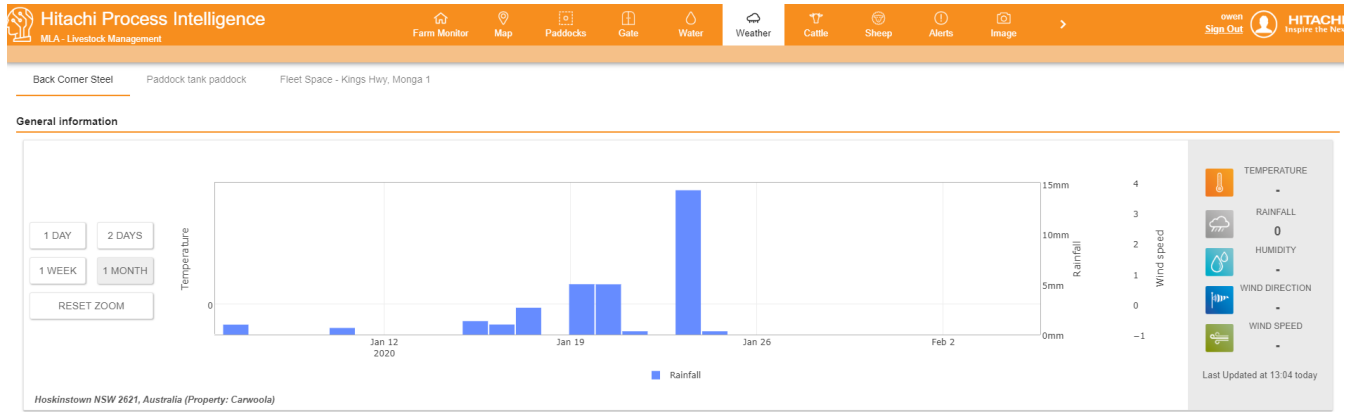 Hitachi Process Intelligence
MLA - Livestock Management
Farm Monitor
Map
Paddocks
Gate
Water
Weather
Cattle
Sheep
Alerts
Image
owen
Sign Out
HITACHI
Inspire the Nex
Back Corner Steel
Paddock tank paddock
Fleet Space - Kings Hwy, Monga 1
General information
1 DAY
2 DAYS
1 WEEK
1 MONTH
RESET ZOOM
Temperature
0
15mm
10mm
5mm
0mm
Rainfall
4
3
2
1
0
−1
Wind speed
Jan 12
2020
Jan 19
Jan 26
Feb 2
Rainfall
Hoskinstown NSW 2621, Australia (Property: Carwoola)
TEMPERATURE
-
RAINFALL
0
HUMIDITY
-
WIND DIRECTION
-
WIND SPEED
-
Last Updated at 13:04 today